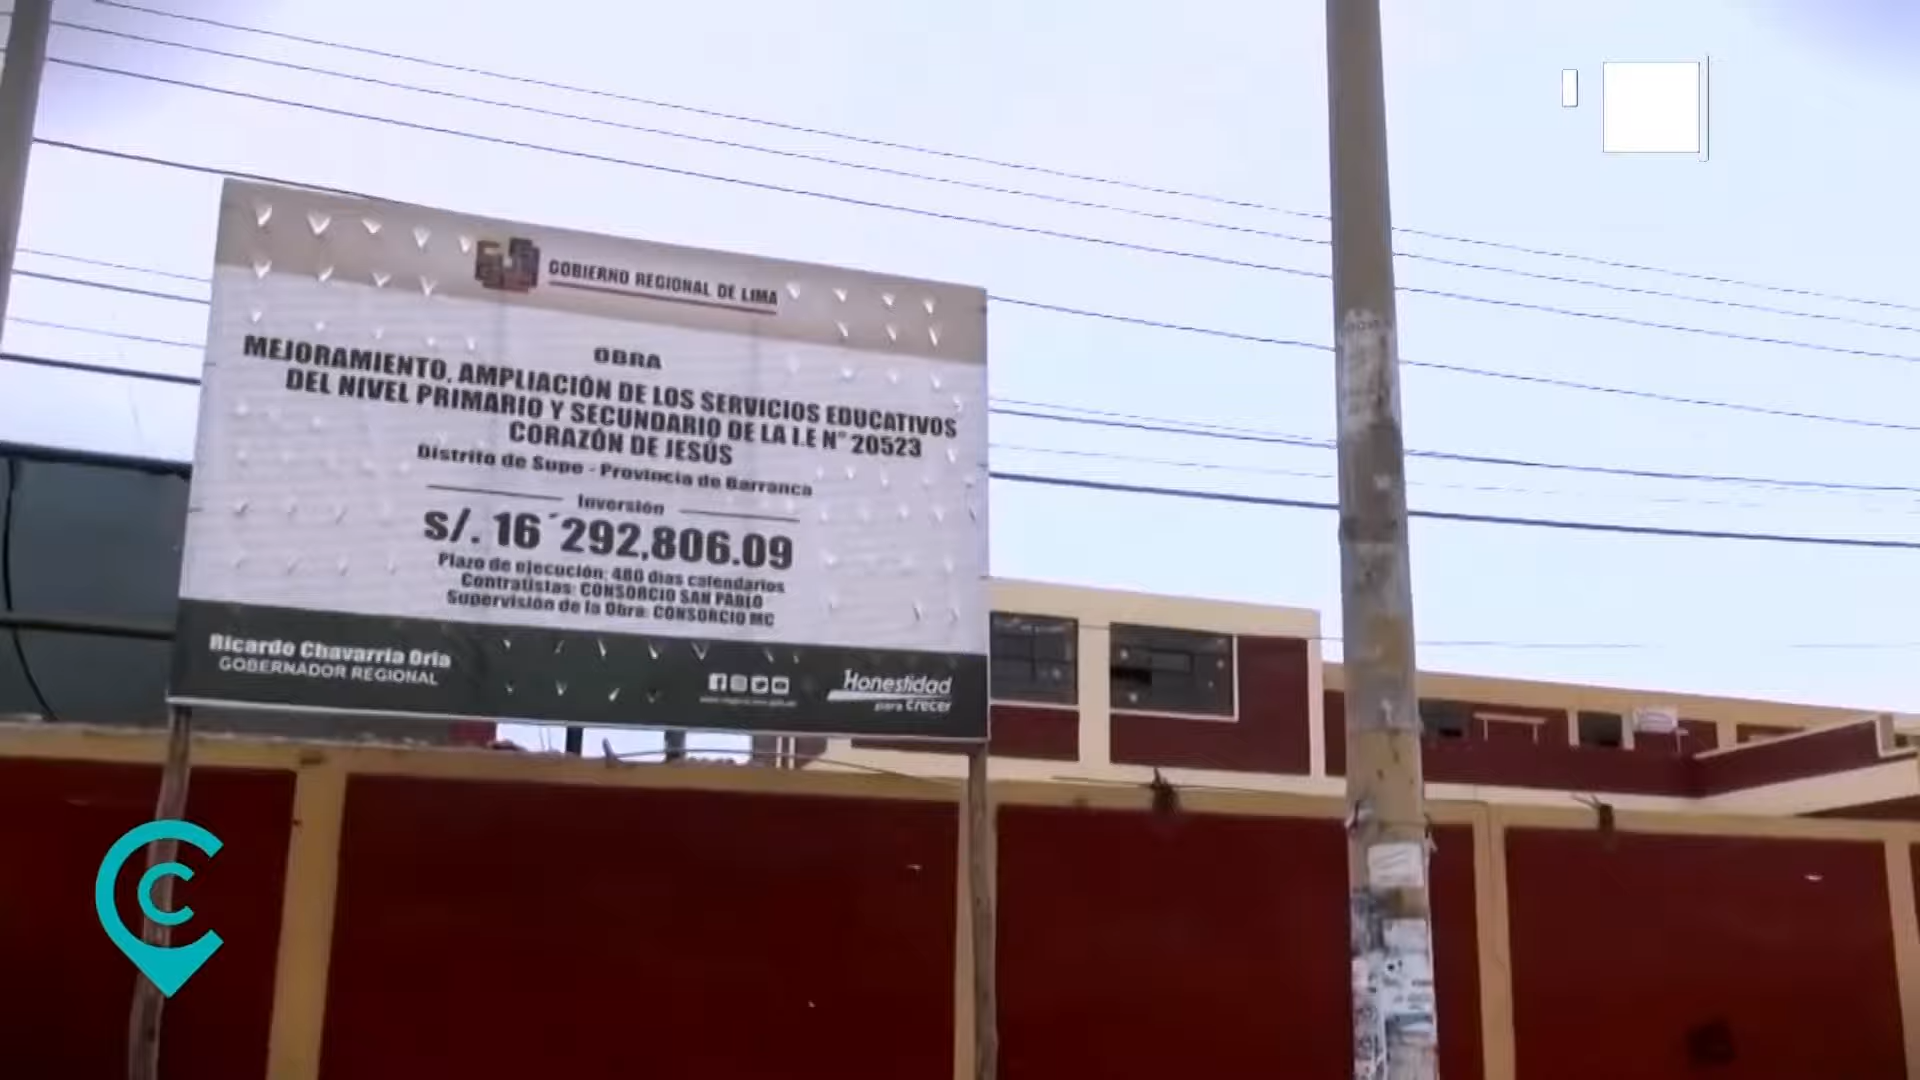 GOBIERNO REGIONAL DE LIMA
OBRA
MEJORAMIENTO, AMPLIACIÓN DE LOS SERVICIOS EDUCATIVOS
DEL NIVEL PRIMARIO Y SECUNDARIO DE LA I.E N° 20523
CORAZÓN DE JESÚS
Distrito de Supe - Provincia de Barranca
Inversión
S/. 16´292,806.09
Plazo de ejecución: 480 días calendarios
Contratistas: CONSORCIO SAN PABLO
Supervisión de la Obra: CONSORCIO MC
Ricardo Chavarría Oria
GOBERNADOR REGIONAL
Honestidad
para crecer